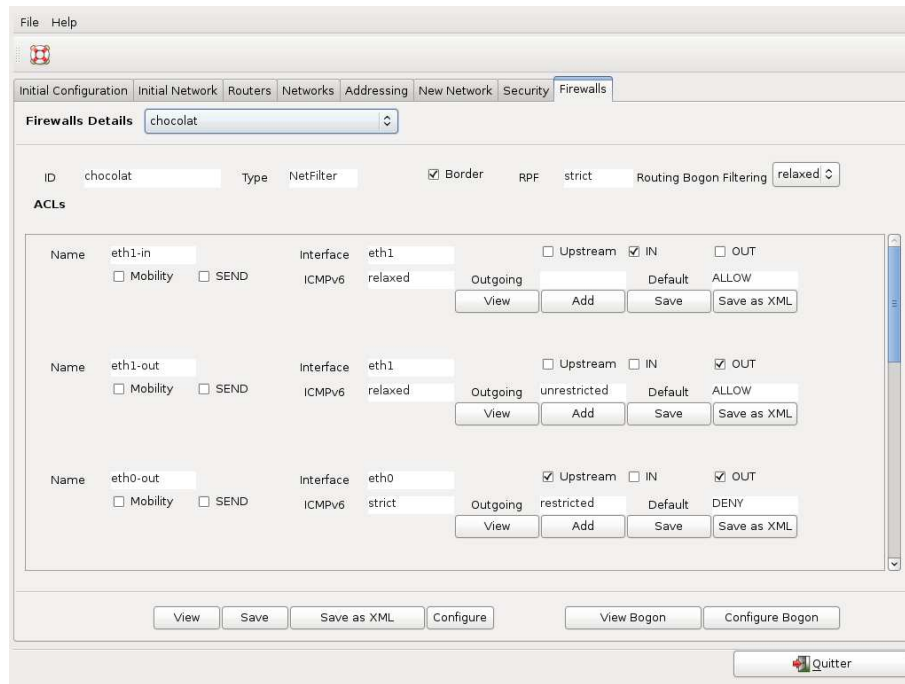 File Help
Initial Configuration Initial Network Routers Networks Addressing New Network Security Firewalls
Firewalls Details chocolat
ID chocolat Type NetFilter Border RPF strict Routing Bogon Filtering relaxed
ACLs
Name eth1-in Interface eth1 Upstream IN OUT
Mobility SEND ICMPv6 relaxed Outgoing Default ALLOW
View Add Save Save as XML
Name eth1-out Interface eth1 Upstream IN OUT
Mobility SEND ICMPv6 relaxed Outgoing unrestricted Default ALLOW
View Add Save Save as XML
Name eth0-out Interface eth0 Upstream IN OUT
Mobility SEND ICMPv6 strict Outgoing restricted Default DENY
View Add Save Save as XML
View Save Save as XML Configure View Bogon Configure Bogon
Quitter